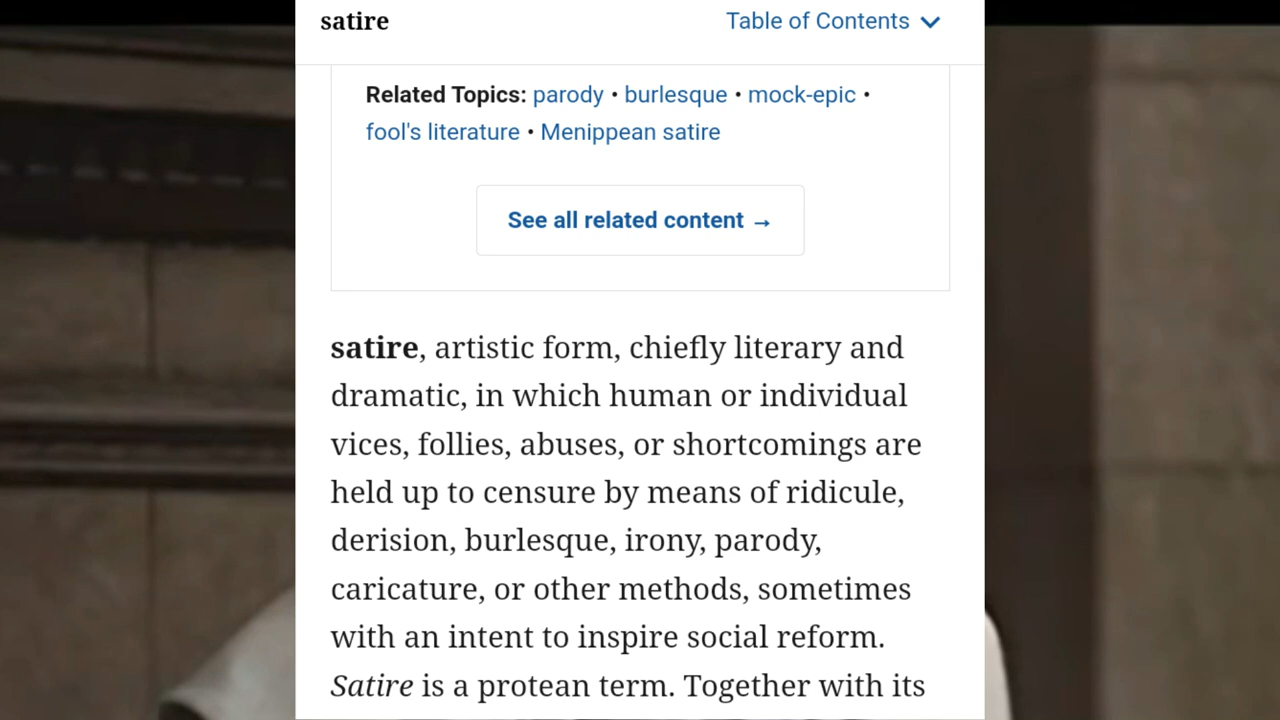 satire
Table of Contents
Related Topics: parody • burlesque • mock-epic •
fool's literature • Menippean satire
See all related content →
satire, artistic form, chiefly literary and
dramatic, in which human or individual
vices, follies, abuses, or shortcomings are
held up to censure by means of ridicule,
derision, burlesque, irony, parody,
caricature, or other methods, sometimes
with an intent to inspire social reform.
Satire is a protean term. Together with its